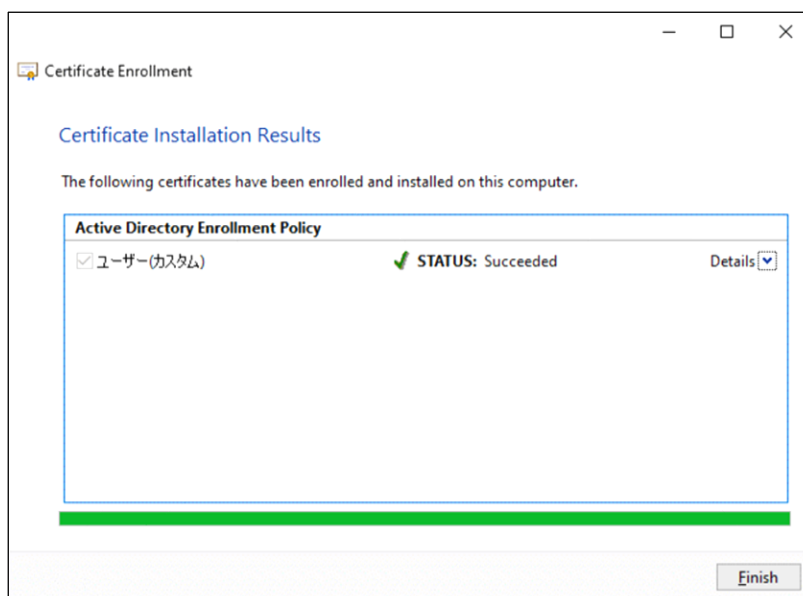 Certificate Enrollment
Certificate Installation Results
The following certificates have been enrolled and installed on this computer.
Active Directory Enrollment Policy
ユーザー(カスタム) STATUS: Succeeded Details
Finish